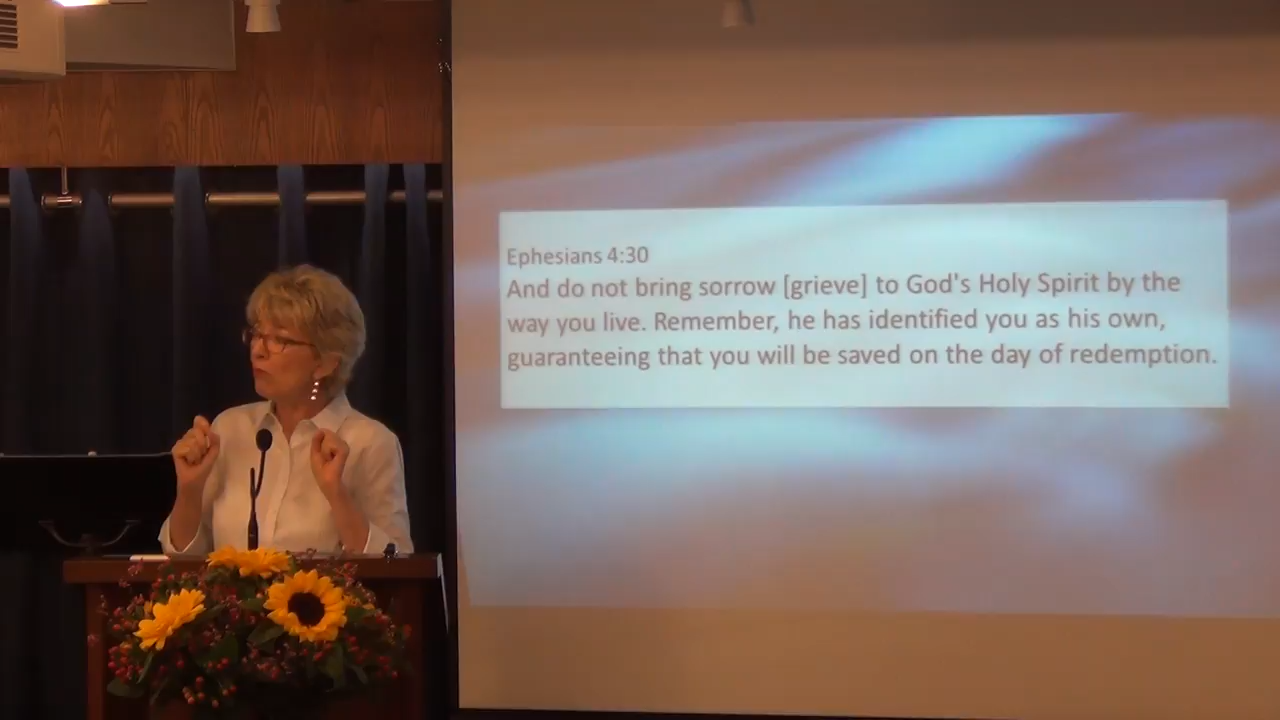 Ephesians 4:30
And do not bring sorrow [grieve] to God's Holy Spirit by the
way you live. Remember, he has identified you as his own,
guaranteeing that you will be saved on the day of redemption.